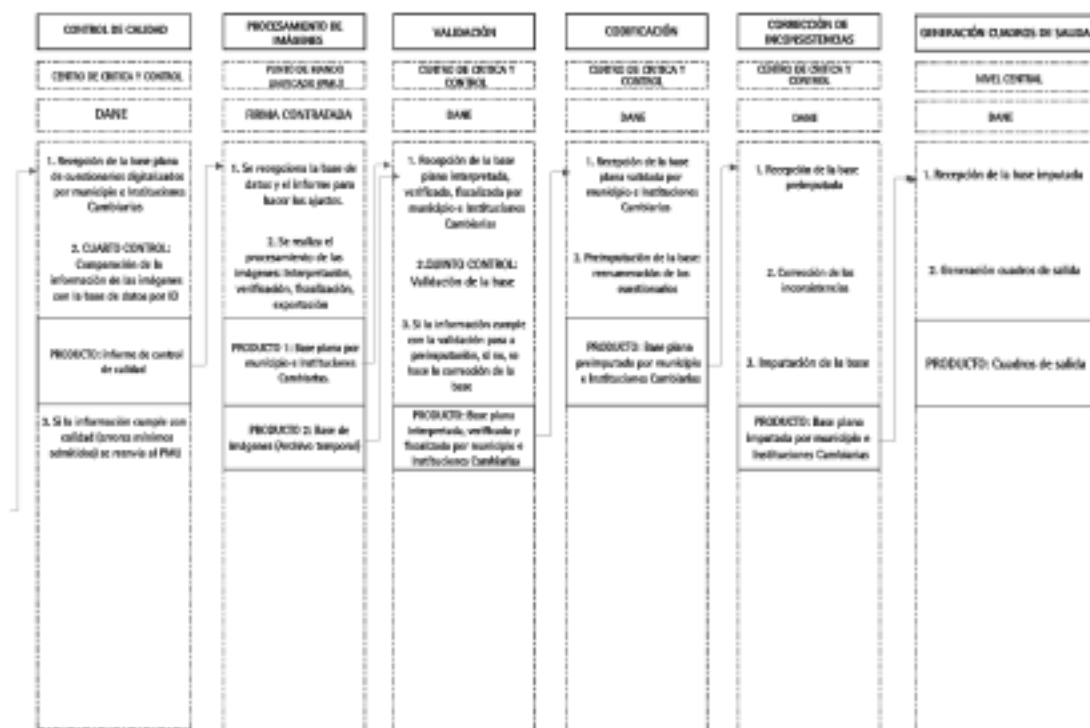 CONTROL DE CALIDAD
CENTRO DE CRITICA Y CONTROL
DANE
1. Recepción de la base plana
de cuestionarios digitalizados
por municipio e Instituciones
Cambiarias
2. CUARTO CONTROL:
Comparación de la
información de las imágenes
con la base de datos por ID
PRODUCTO: Informe de control
de calidad
3. Si la información cumple con
calidad (errores mínimos
admitidos) se reenvía al PMU
PROCESAMIENTO DE
IMÁGENES
PUNTO DE MANDO
UNIFICADO (PMU)
FIRMA CONTRATADA
1. Se recepciona la base de
datos y el informe para
hacer los ajustes.
2. Se realiza el
procesamiento de las
imágenes: Interpretación,
verificación, fiscalización,
exportación
PRODUCTO 1: Base plana por
municipio e Instituciones
Cambiarias.
PRODUCTO 2: Base de
imágenes (Archivo temporal)
VALIDACIÓN
CENTRO DE CRITICA Y
CONTROL
DANE
1. Recepción de la base
plana interpretada,
verificada, fiscalizada por
municipio e Instituciones
Cambiarias
2.QUINTO CONTROL:
Validación de la base
3. Si la información cumple
con la validación pasa a
preimputación, si no, se
hace la corrección de la
base
PRODUCTO: Base plana
interpretada, verificada y
fiscalizada por municipio e
Instituciones Cambiarias
CODIFICACIÓN
CENTRO DE CRITICA Y
CONTROL
DANE
1. Recepción de la base
plana validada por
municipio e Instituciones
Cambiarias
2. Preimputación de la base:
reenumeración de los
cuestionarios
PRODUCTO: Base plana
preimputada por municipio
e Instituciones Cambiarias
CORRECCIÓN DE
INCONSISTENCIAS
CENTRO DE CRITICA Y
CONTROL
DANE
1. Recepción de la base
preimputada
2. Corrección de las
inconsistencias
3. Imputación de la base
PRODUCTO: Base plana
imputada por municipio e
Instituciones Cambiarias
GENERACIÓN CUADROS DE SALIDA
NIVEL CENTRAL
DANE
1. Recepción de la base imputada
2. Generación cuadros de salida
PRODUCTO: Cuadros de salida